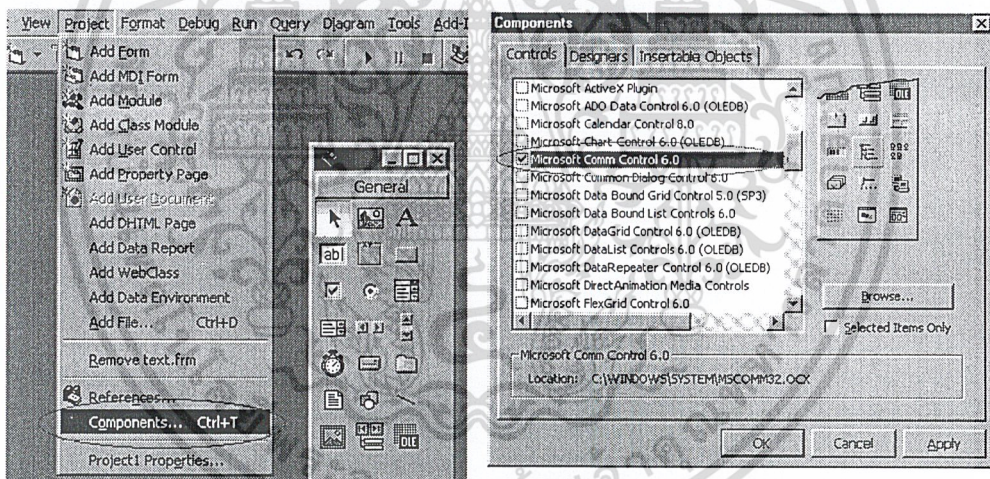 View Project Format Debug Run Query Diagram Tools Add-I
Add Form
Add MDI Form
Add Module
Add Class Module
Add User Control
Add Property Page
Add User Document
Add DHTML Page
Add Data Report
Add WebClass
Add Data Environment
Add File... Ctrl+D
Remove text.frm
References...
Components... Ctrl+T
Project1 Properties...
General
A
ab|
OLE
Components
Controls Designers Insertable Objects
Microsoft ActiveX Plugin
Microsoft ADO Data Control 6.0 (OLEDB)
Microsoft Calendar Control 8.0
Microsoft Chart Control 6.0 (OLEDB)
Microsoft Comm Control 6.0
Microsoft Common Dialog Control 6.0
Microsoft Data Bound Grid Control 5.0 (SP3)
Microsoft Data Bound List Controls 6.0
Microsoft DataGrid Control 6.0 (OLEDB)
Microsoft DataList Controls 6.0 (OLEDB)
Microsoft DataRepeater Control 6.0 (OLEDB)
Microsoft DirectAnimation Media Controls
Microsoft FlexGrid Control 6.0
OLE
Browse...
Selected Items Only
Microsoft Comm Control 6.0
Location: C:\WINDOWS\SYSTEM\MSCOMM32.OCX
OK Cancel Apply